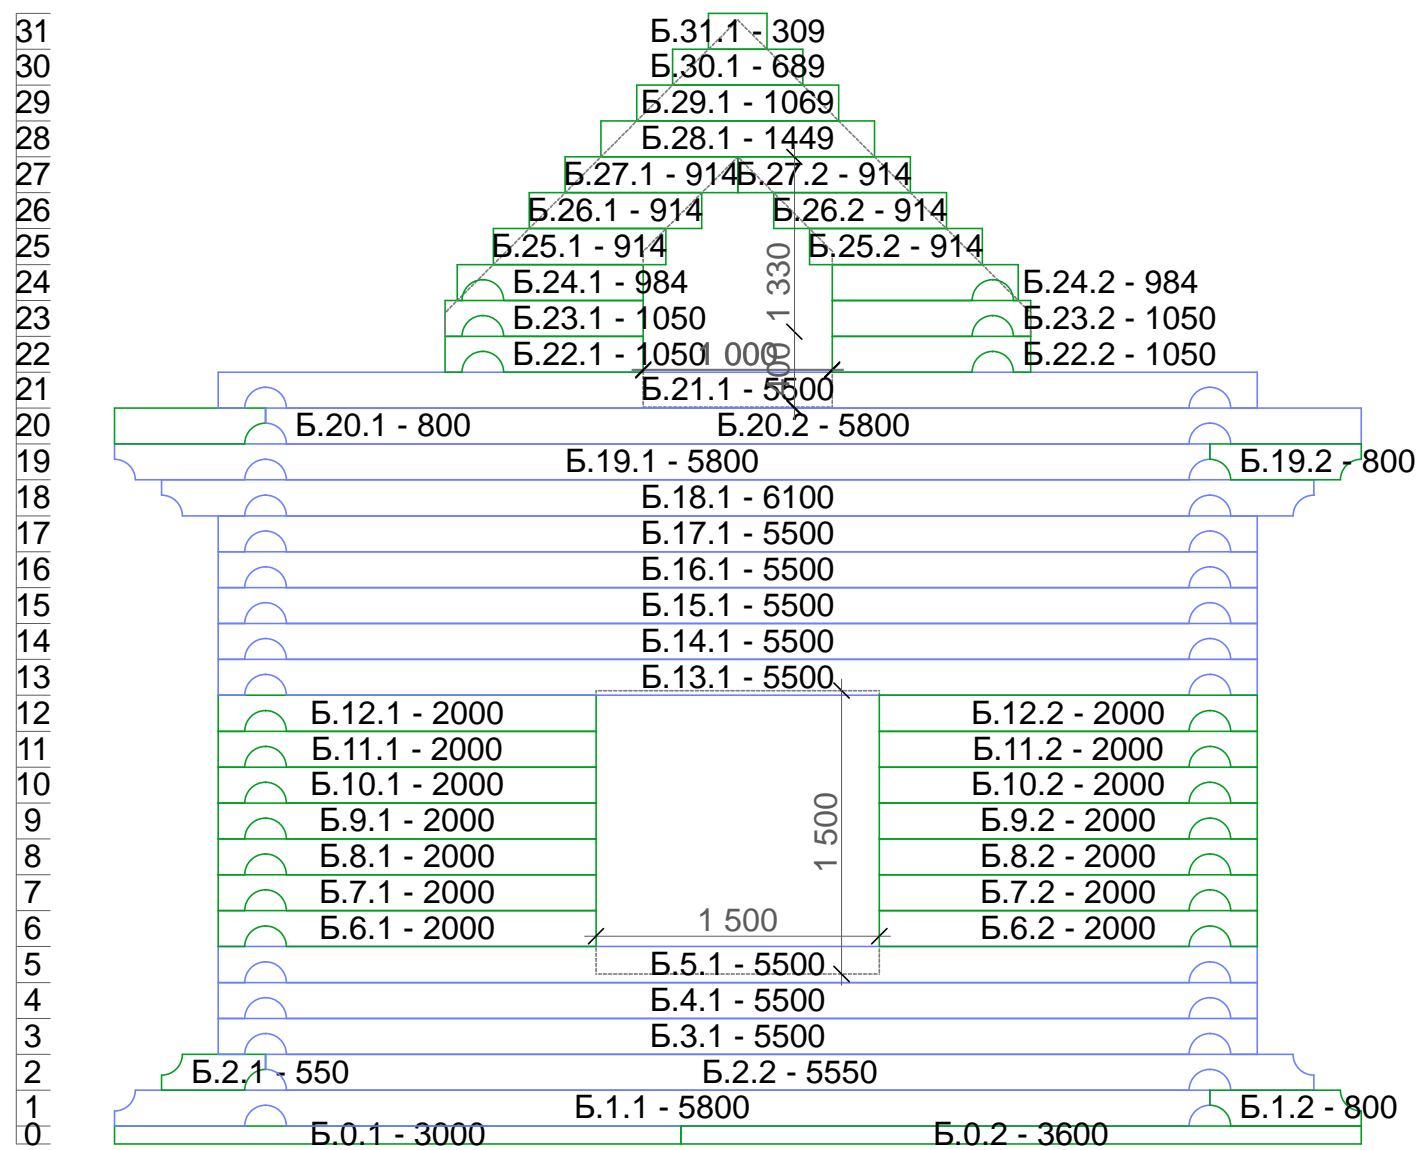 31 Б.31.1 - 309
30 Б.30.1 - 689
29 Б.29.1 - 1069
28 Б.28.1 - 1449
27 Б.27.1 - 914 Б.27.2 - 914
26 Б.26.1 - 914 Б.26.2 - 914
25 Б.25.1 - 914 Б.25.2 - 914
1 330
24 Б.24.1 - 984 Б.24.2 - 984
23 Б.23.1 - 1050 Б.23.2 - 1050
22 Б.22.1 - 1050 1 000 Б.22.2 - 1050
400
21 Б.21.1 - 5500
20 Б.20.1 - 800 Б.20.2 - 5800
19 Б.19.1 - 5800 Б.19.2 - 800
18 Б.18.1 - 6100
17 Б.17.1 - 5500
16 Б.16.1 - 5500
15 Б.15.1 - 5500
14 Б.14.1 - 5500
13 Б.13.1 - 5500
12 Б.12.1 - 2000 Б.12.2 - 2000
11 Б.11.1 - 2000 Б.11.2 - 2000
10 Б.10.1 - 2000 Б.10.2 - 2000
9 Б.9.1 - 2000 Б.9.2 - 2000
1 500
8 Б.8.1 - 2000 Б.8.2 - 2000
7 Б.7.1 - 2000 Б.7.2 - 2000
6 Б.6.1 - 2000 1 500 Б.6.2 - 2000
5 Б.5.1 - 5500
4 Б.4.1 - 5500
3 Б.3.1 - 5500
2 Б.2.1 - 550 Б.2.2 - 5550
1 Б.1.1 - 5800 Б.1.2 - 800
0 Б.0.1 - 3000 Б.0.2 - 3600